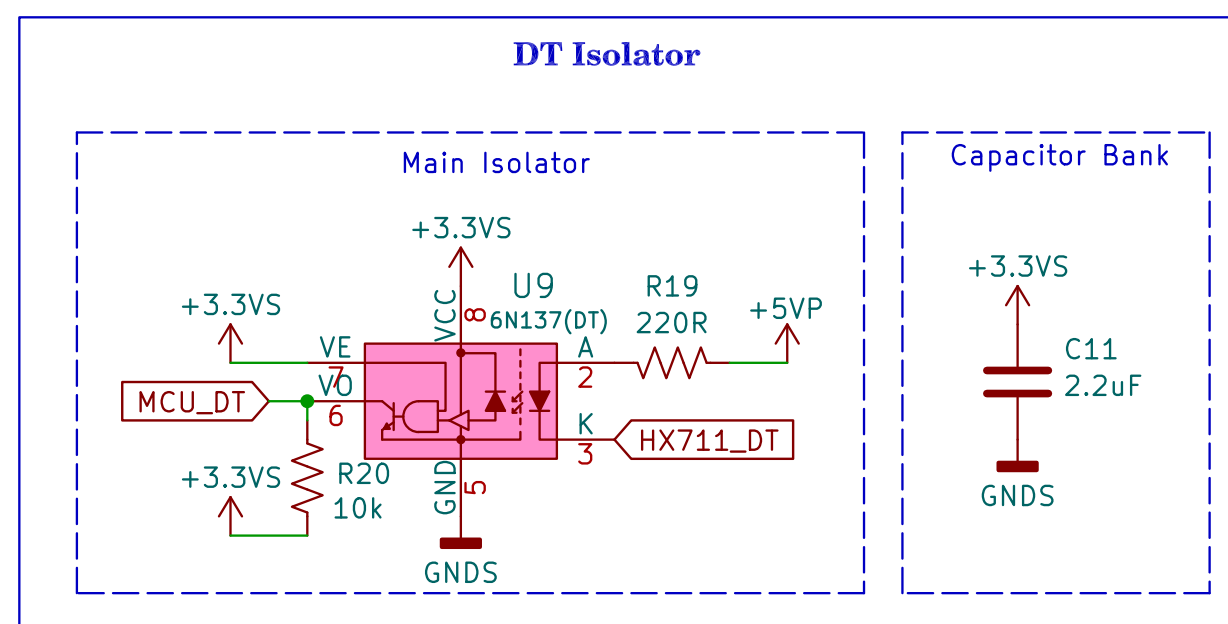 DT Isolator
Main Isolator
Capacitor Bank
+3.3VS
U9
6N137(DT)
VCC
8
+3.3VS
VE
7
VO
6
MCU_DT
+3.3VS
R20
10k
GND
5
GNDS
A
2
R19
220R
+5VP
K
3
HX711_DT
+3.3VS
C11
2.2uF
GNDS